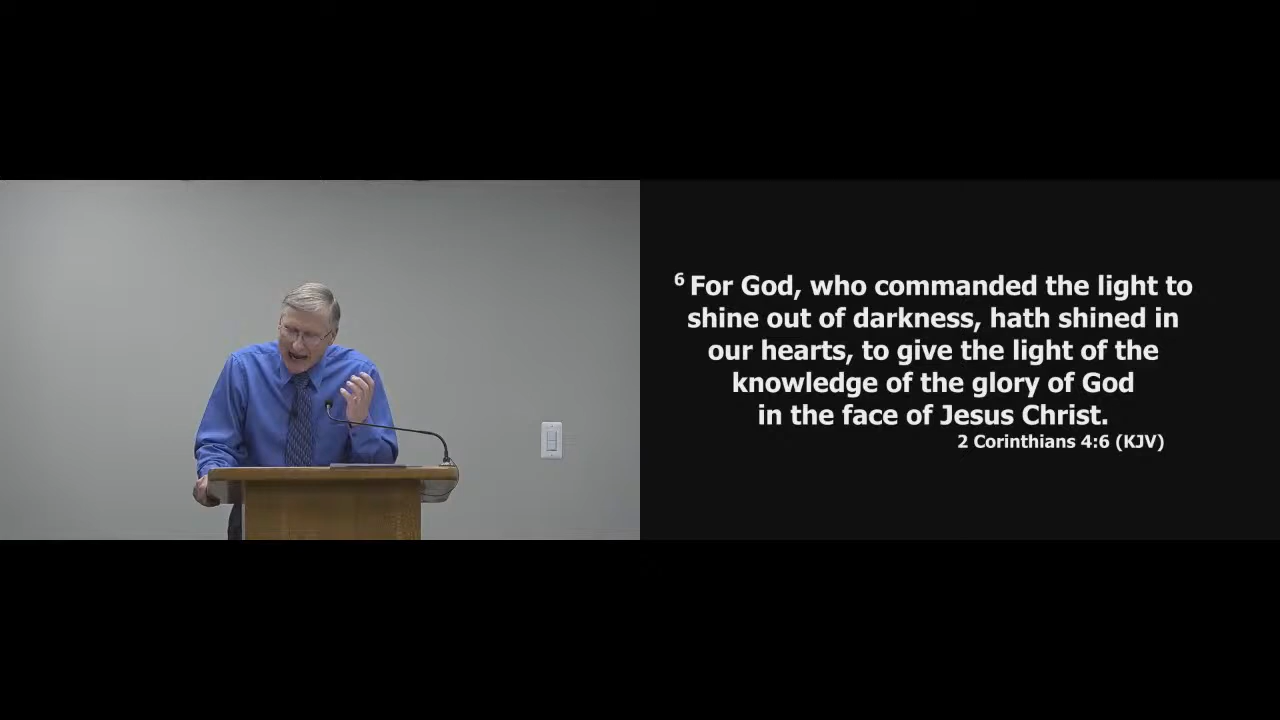 6 For God, who commanded the light to
shine out of darkness, hath shined in
our hearts, to give the light of the
knowledge of the glory of God
in the face of Jesus Christ.
2 Corinthians 4:6 (KJV)